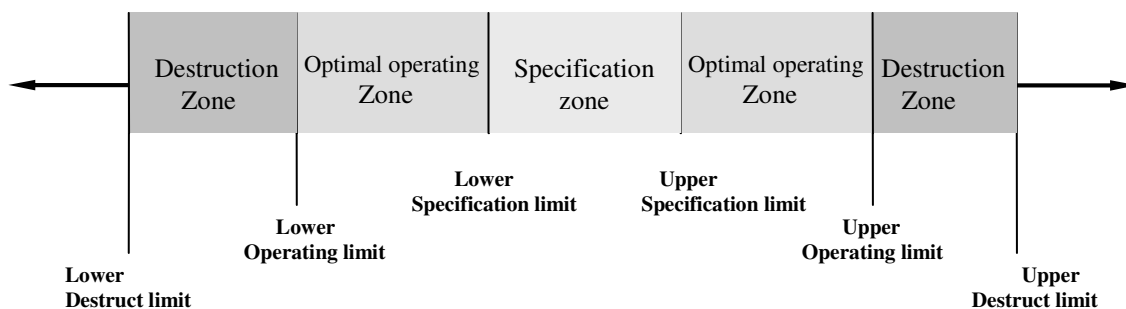 Destruction
Zone
Optimal operating
Zone
Specification
zone
Optimal operating
Zone
Destruction
Zone
Lower
Specification limit
Upper
Specification limit
Lower
Operating limit
Upper
Operating limit
Lower
Destruct limit
Upper
Destruct limit